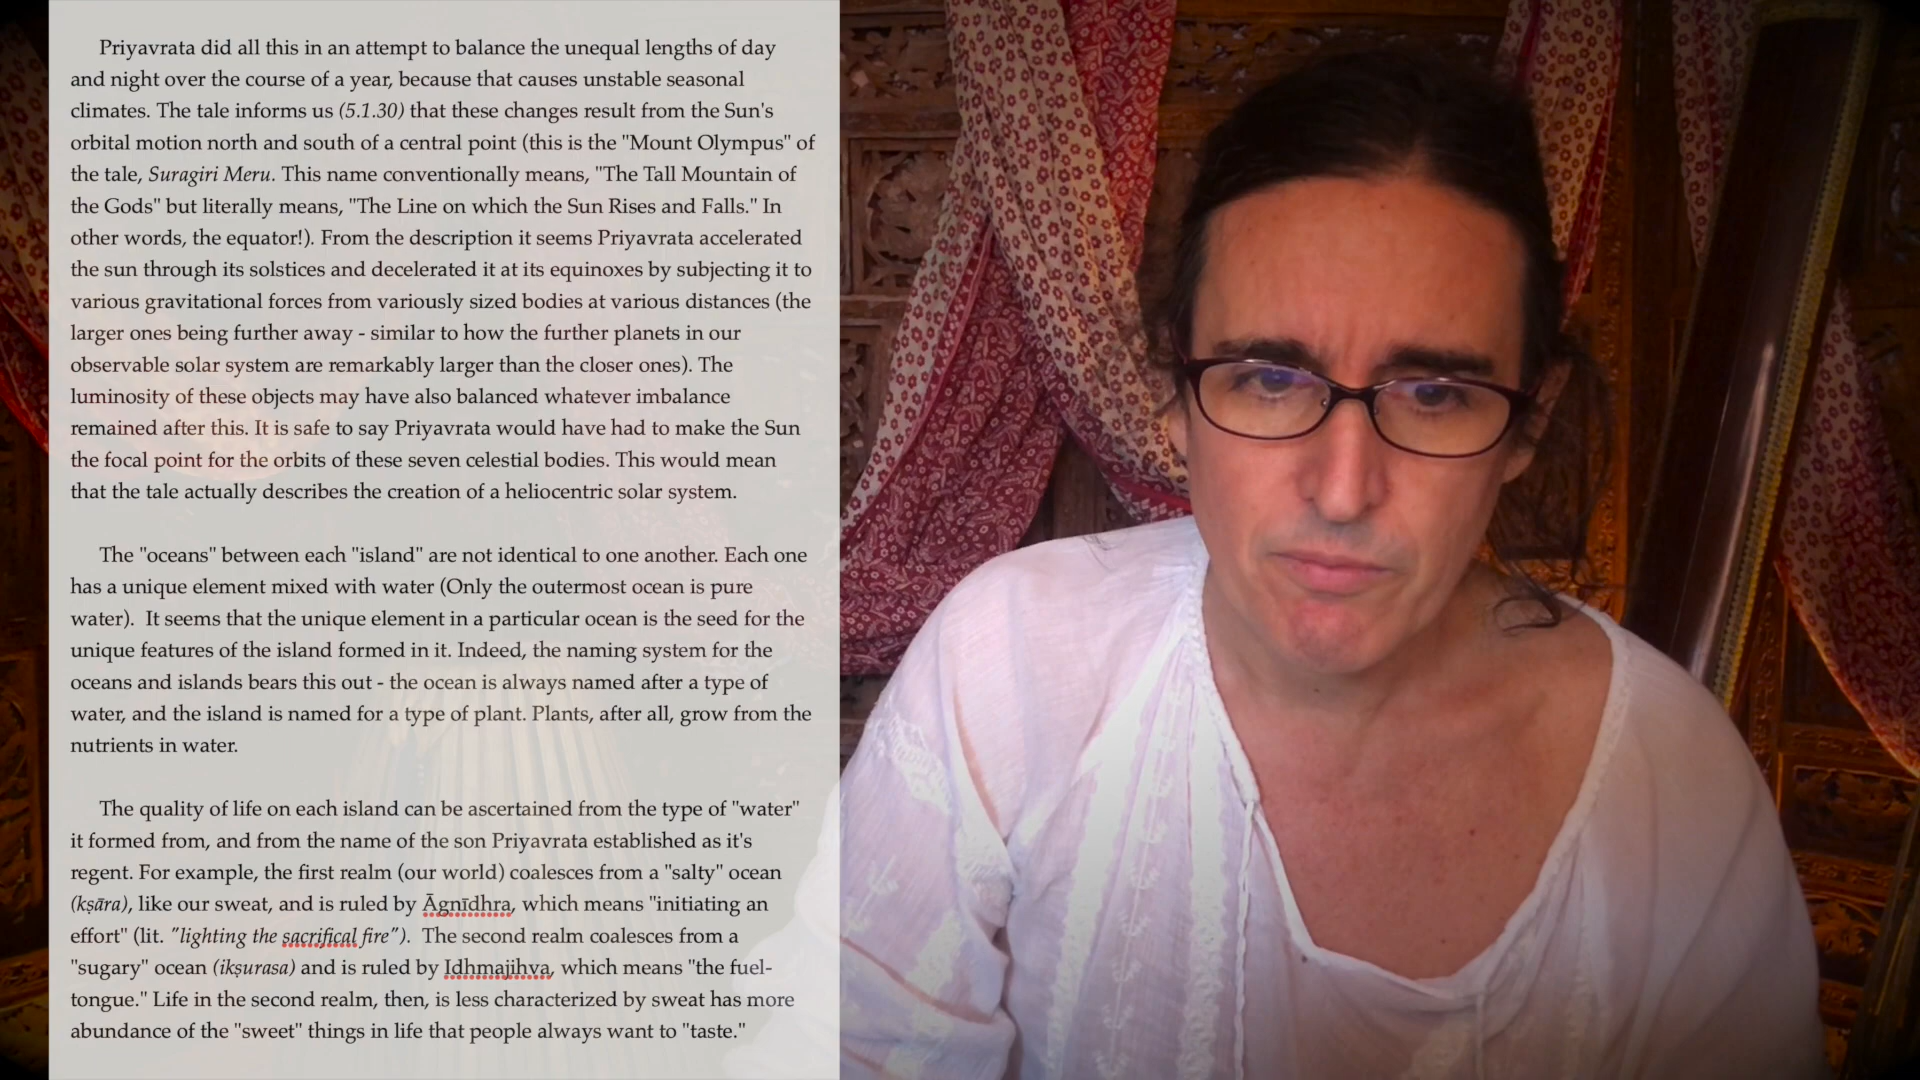 Priyavrata did all this in an attempt to balance the unequal lengths of day
and night over the course of a year, because that causes unstable seasonal
climates. The tale informs us (5.1.30) that these changes result from the Sun's
orbital motion north and south of a central point (this is the "Mount Olympus" of
the tale, Suragiri Meru. This name conventionally means, "The Tall Mountain of
the Gods" but literally means, "The Line on which the Sun Rises and Falls." In
other words, the equator!). From the description it seems Priyavrata accelerated
the sun through its solstices and decelerated it at its equinoxes by subjecting it to
various gravitational forces from variously sized bodies at various distances (the
larger ones being further away - similar to how the further planets in our
observable solar system are remarkably larger than the closer ones). The
luminosity of these objects may have also balanced whatever imbalance
remained after this. It is safe to say Priyavrata would have had to make the Sun
the focal point for the orbits of these seven celestial bodies. This would mean
that the tale actually describes the creation of a heliocentric solar system.
The "oceans" between each "island" are not identical to one another. Each one
has a unique element mixed with water (Only the outermost ocean is pure
water).  It seems that the unique element in a particular ocean is the seed for the
unique features of the island formed in it. Indeed, the naming system for the
oceans and islands bears this out - the ocean is always named after a type of
water, and the island is named for a type of plant. Plants, after all, grow from the
nutrients in water.
The quality of life on each island can be ascertained from the type of "water"
it formed from, and from the name of the son Priyavrata established as it's
regent. For example, the first realm (our world) coalesces from a "salty" ocean
(kṣāra), like our sweat, and is ruled by Āgnīdhra, which means "initiating an
effort" (lit. "lighting the sacrifical fire").  The second realm coalesces from a
"sugary" ocean (ikṣurasa) and is ruled by Idhmajihva, which means "the fuel-
tongue." Life in the second realm, then, is less characterized by sweat has more
abundance of the "sweet" things in life that people always want to "taste."